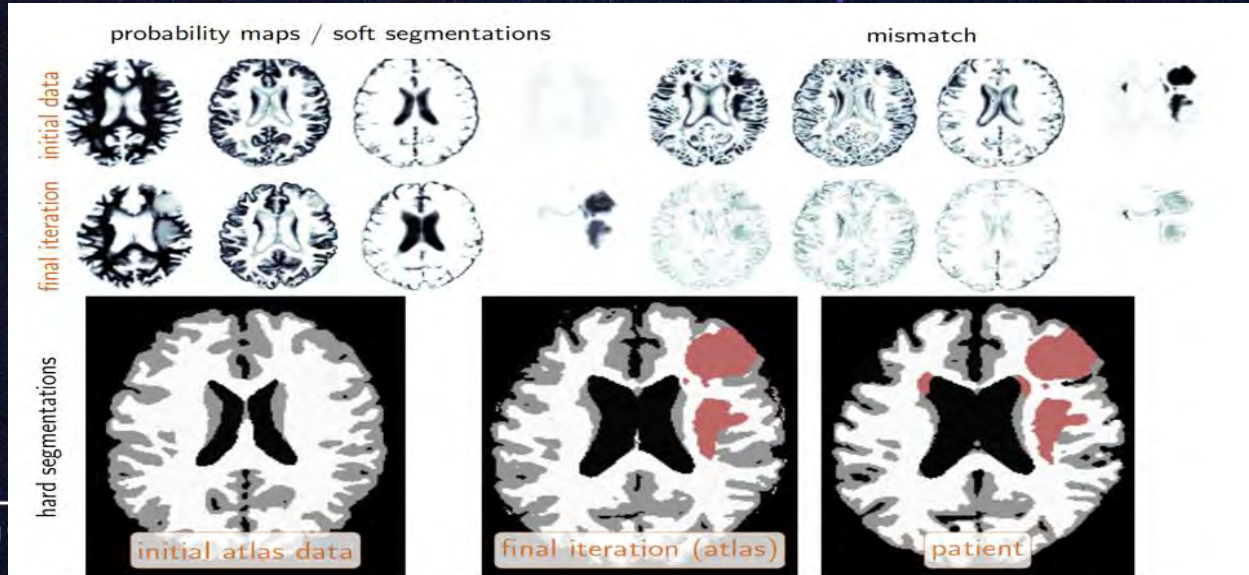 probability maps / soft segmentations
mismatch
initial data
final iteration
hard segmentations
initial atlas data
final iteration (atlas)
patient